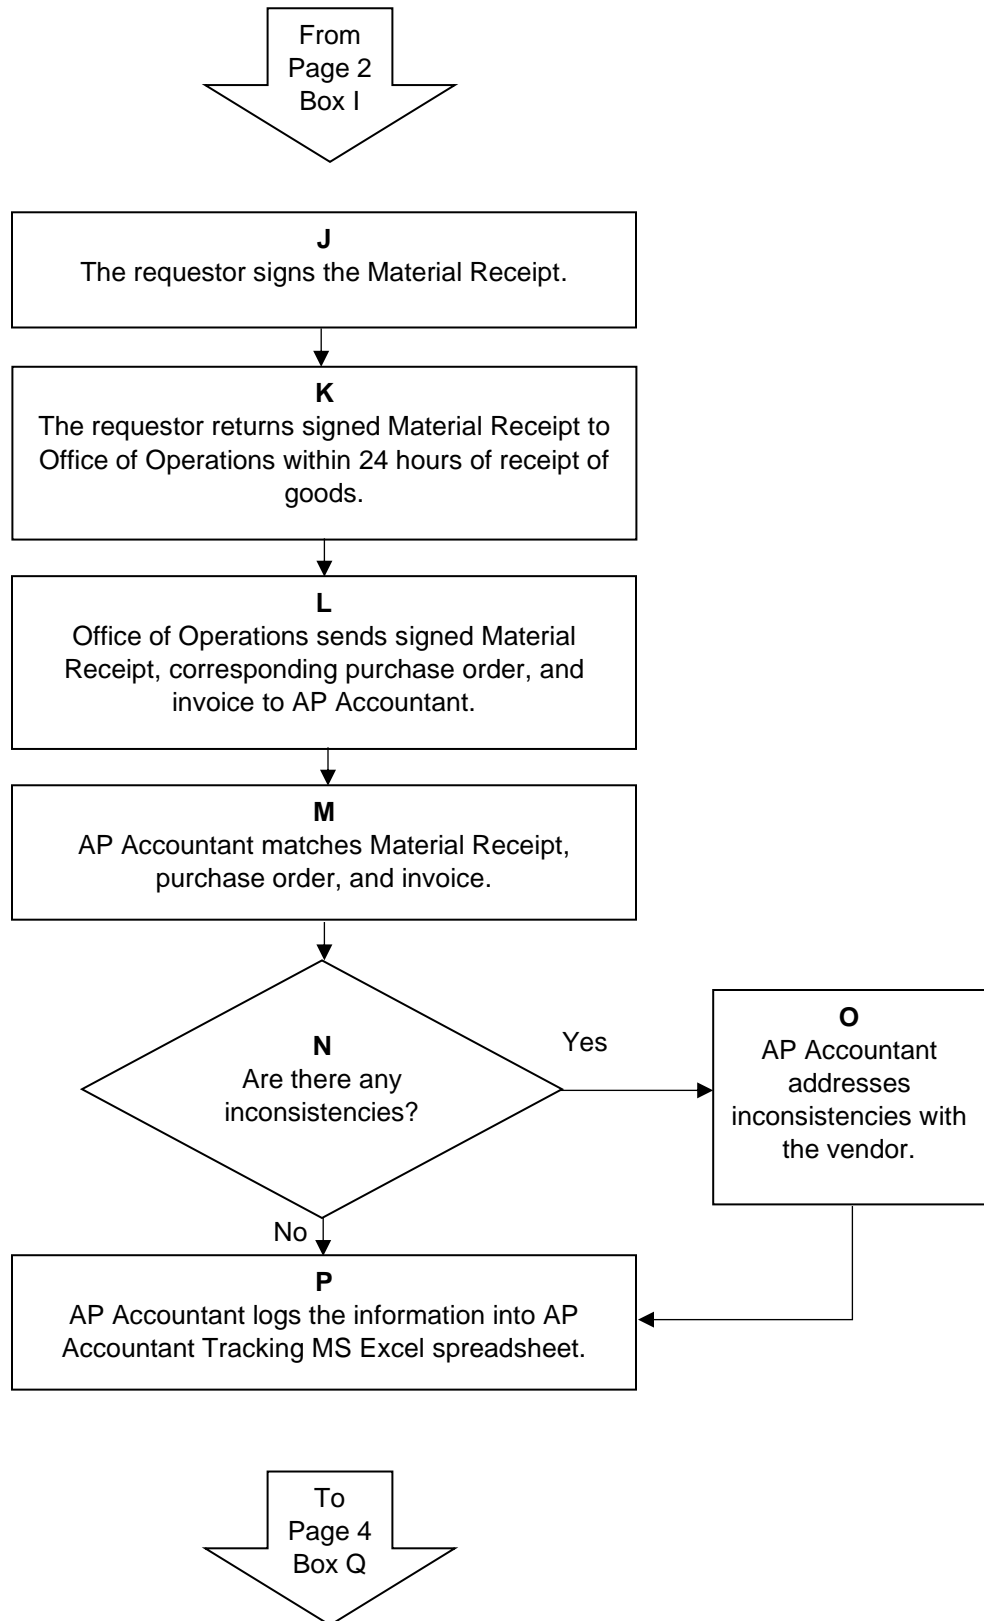 From
Page 2
Box I
J
The requestor signs the Material Receipt.
K
The requestor returns signed Material Receipt to
Office of Operations within 24 hours of receipt of
goods.
L
Office of Operations sends signed Material
Receipt, corresponding purchase order, and
invoice to AP Accountant.
M
AP Accountant matches Material Receipt,
purchase order, and invoice.
N
Are there any
inconsistencies?
Yes
O
AP Accountant
addresses
inconsistencies with
the vendor.
No
P
AP Accountant logs the information into AP
Accountant Tracking MS Excel spreadsheet.
To
Page 4
Box Q